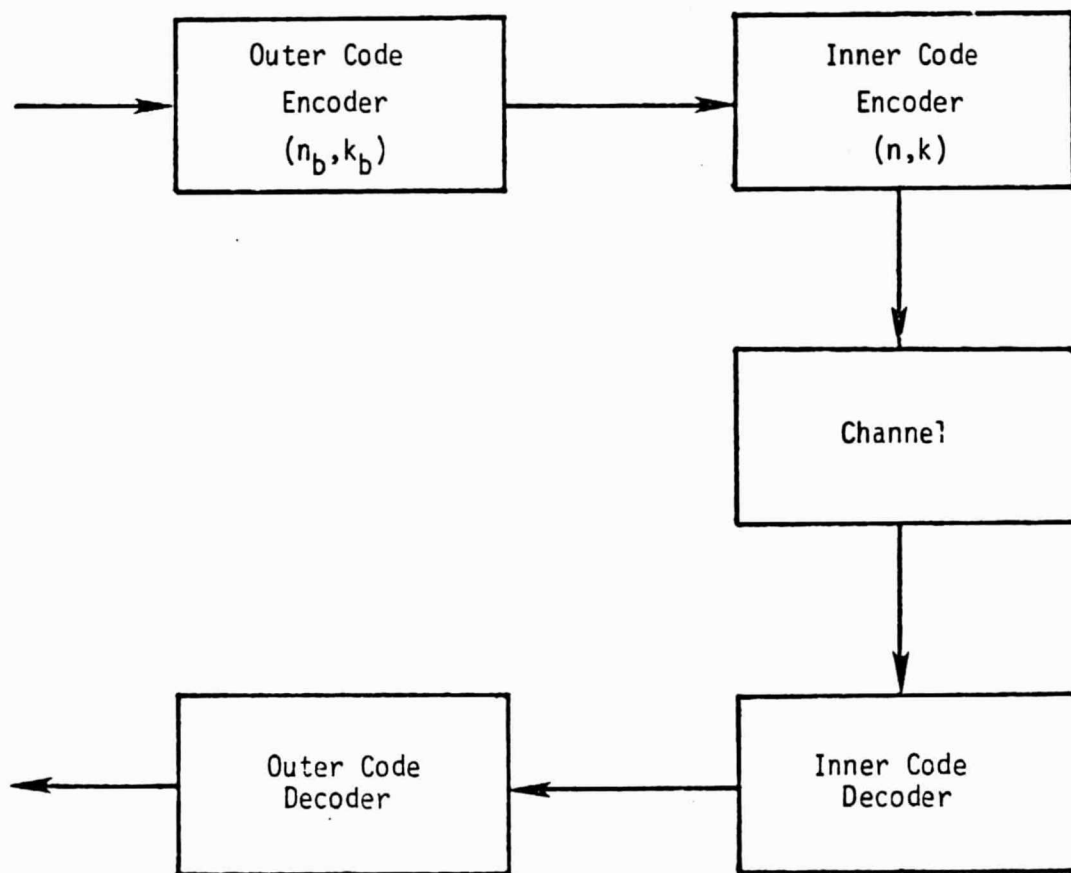 Outer Code
Encoder
(n_b,k_b)
Inner Code
Encoder
(n,k)
Channel
Inner Code
Decoder
Outer Code
Decoder